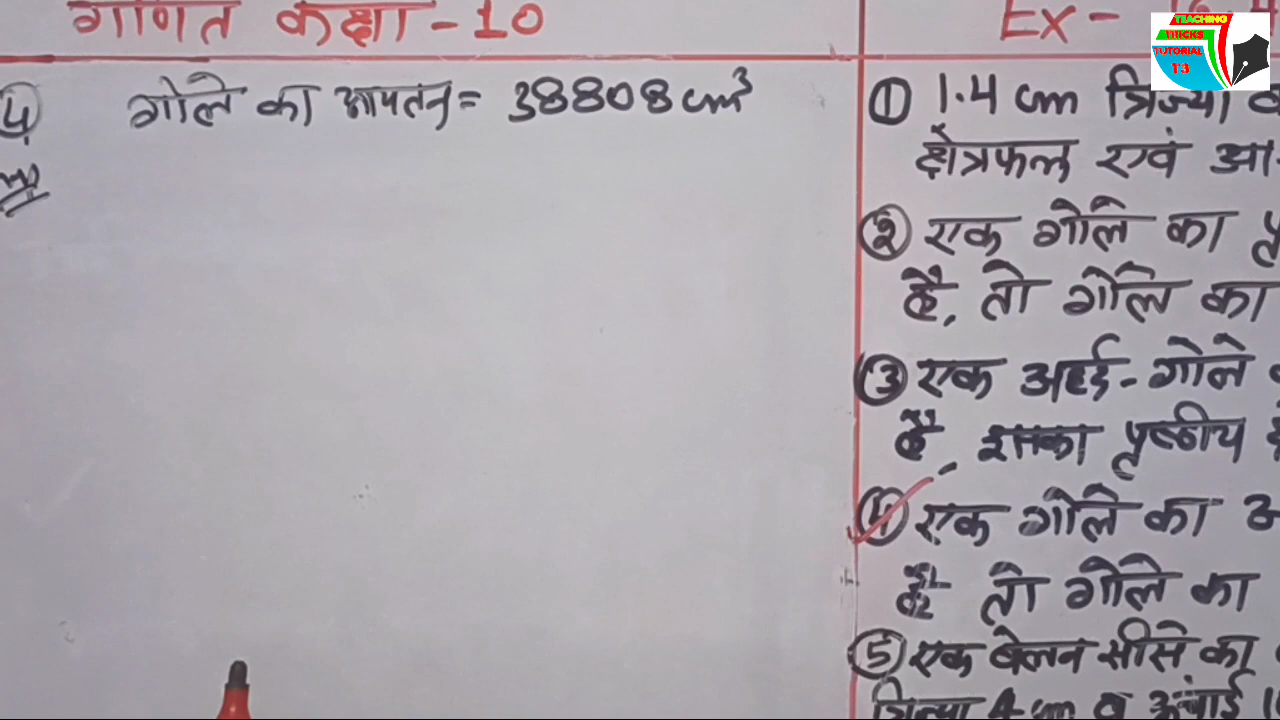 गणित कक्षा - 10
Ex-
TEACHING
TRICKS
TUTORIAL
T3
4 गोले का आयतन = 38808 cm³
① 1.4 cm त्रिज्या
क्षेत्रफल एवं
② एक गोले का
है, तो गोले का
③ एक अर्द्ध-गोले
है, इसका पृष्ठीय
④ एक गोले का
है तो गोले का
⑤ एक बेलन सीसे का
त्रिज्या 4 cm व ऊंचाई